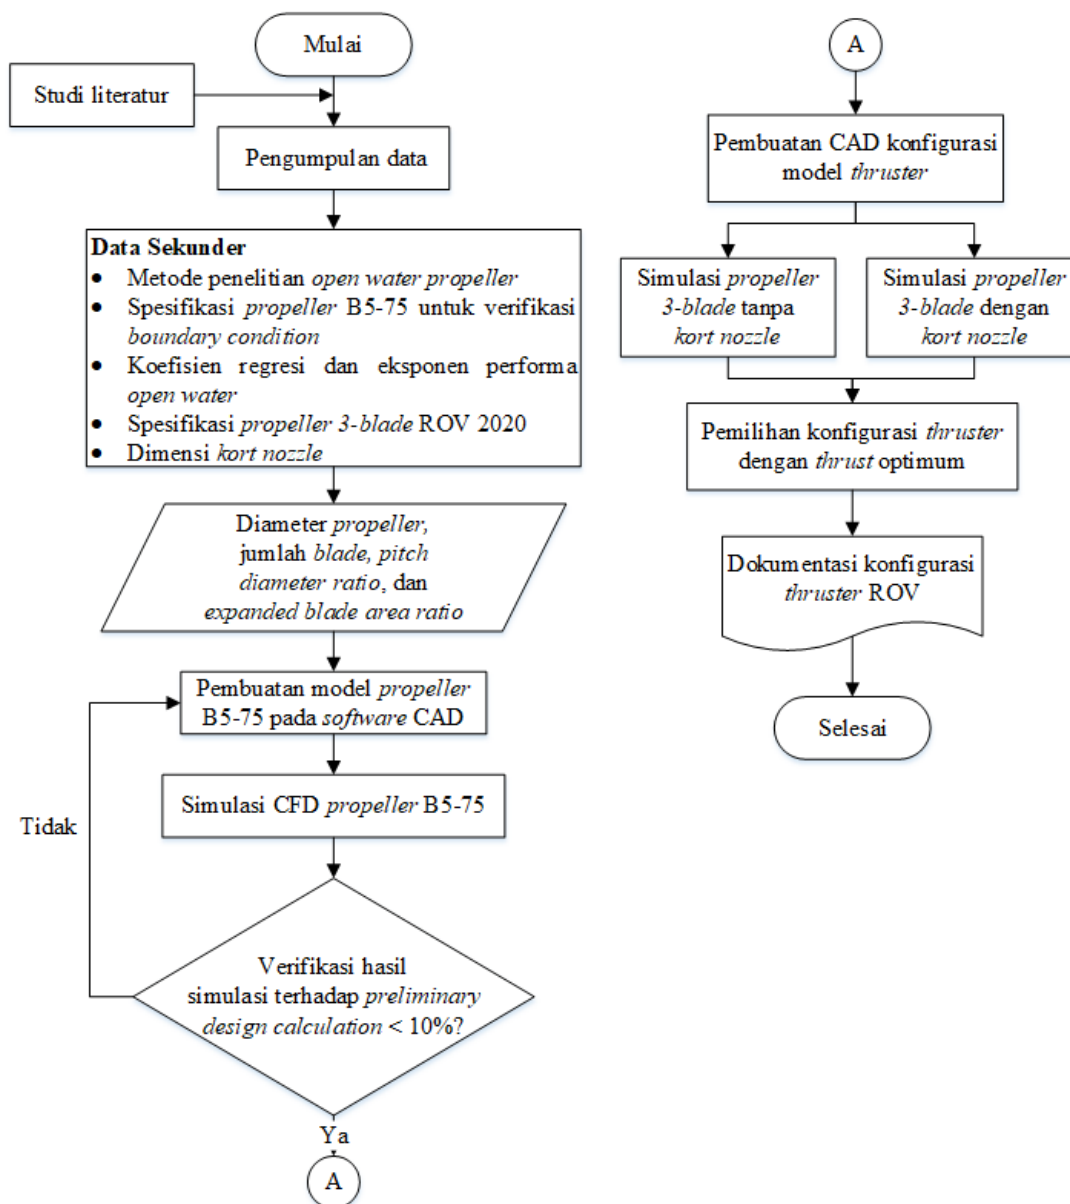 Mulai
Studi literatur
Pengumpulan data
Data Sekunder
● Metode penelitian open water propeller
● Spesifikasi propeller B5-75 untuk verifikasi
boundary condition
● Koefisien regresi dan eksponen performa
open water
● Spesifikasi propeller 3-blade ROV 2020
● Dimensi kort nozzle
Diameter propeller,
jumlah blade, pitch
diameter ratio, dan
expanded blade area ratio
Pembuatan model propeller
B5-75 pada software CAD
Simulasi CFD propeller B5-75
Tidak
Verifikasi hasil
simulasi terhadap preliminary
design calculation < 10%?
Ya
A
A
Pembuatan CAD konfigurasi
model thruster
Simulasi propeller
3-blade tanpa
kort nozzle
Simulasi propeller
3-blade dengan
kort nozzle
Pemilihan konfigurasi thruster
dengan thrust optimum
Dokumentasi konfigurasi
thruster ROV
Selesai